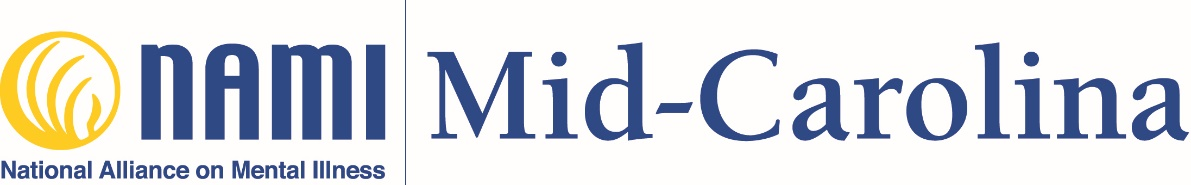 NAMI
National Alliance on Mental Illness
Mid-Carolina